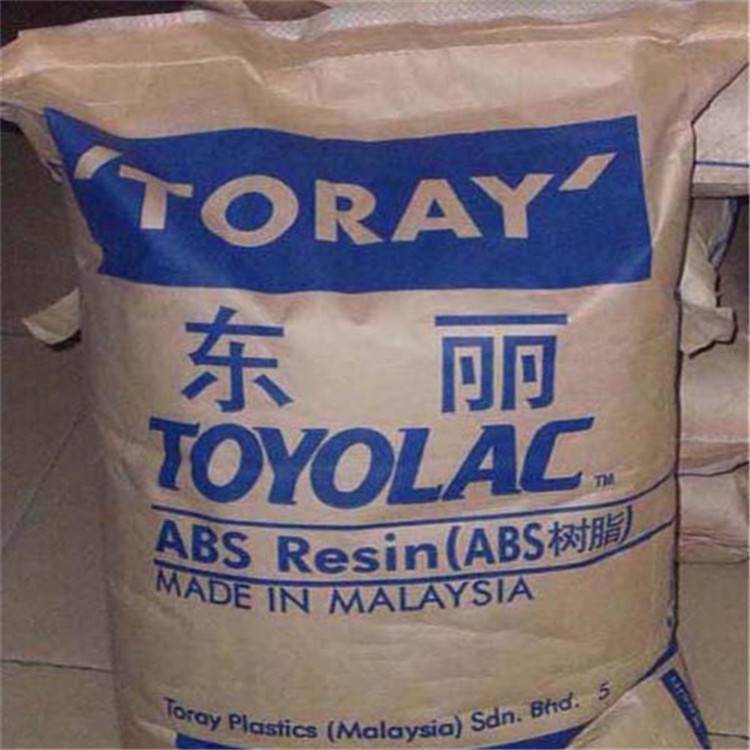 'TORAY'
东丽
TOYOLAC™
ABS Resin(ABS树脂)
MADE IN MALAYSIA
Toray Plastics (Malaysia) Sdn. Bhd. 5